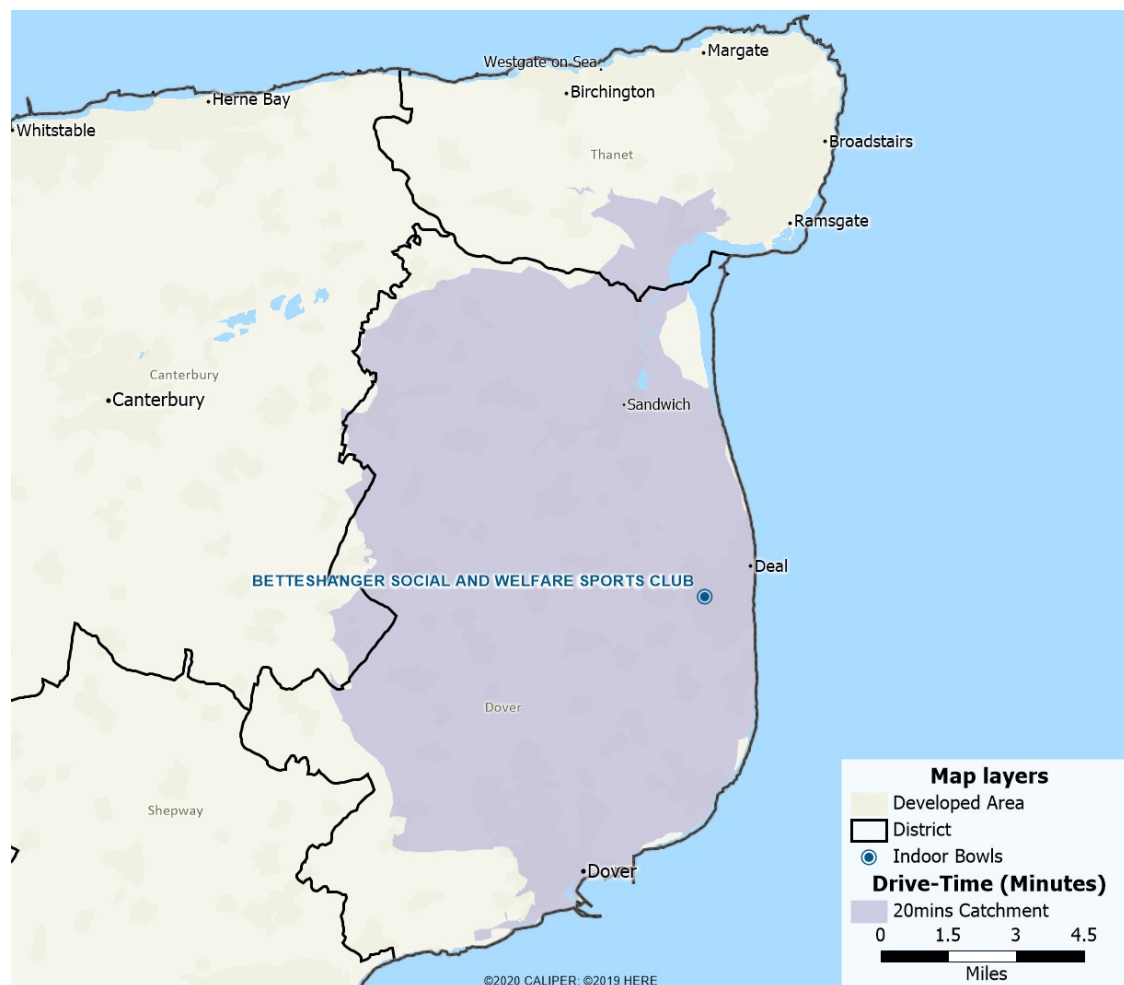 Margate
Westgate on Sea
Birchington
Herne Bay
Whitstable
Broadstairs
Thanet
Ramsgate
Canterbury
Canterbury
Sandwich
Deal
BETTESHANGER SOCIAL AND WELFARE SPORTS CLUB
Dover
Shepway
Dover
Map layers
Developed Area
District
Indoor Bowls
Drive-Time (Minutes)
20mins Catchment
0 1.5 3 4.5
Miles
©2020 CALIPER; ©2019 HERE